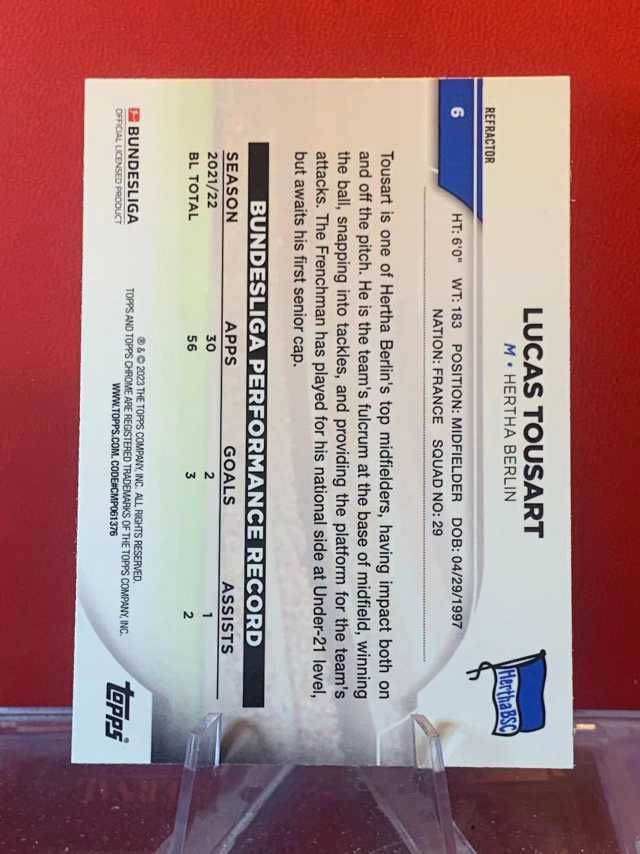 REFRACTOR
6
LUCAS TOUSART
M • HERTHA BERLIN
Hertha BSC
HT: 6'0" WT: 183 POSITION: MIDFIELDER DOB: 04/29/1997
NATION: FRANCE SQUAD NO: 29
Tousart is one of Hertha Berlin's top midfielders, having impact both on
and off the pitch. He is the team's fulcrum at the base of midfield, winning
the ball, snapping into tackles, and providing the platform for the team's
attacks. The Frenchman has played for his national side at Under-21 level,
but awaits his first senior cap.
BUNDESLIGA PERFORMANCE RECORD
SEASON APPS GOALS ASSISTS
2021/22 30 2 1
BL TOTAL 56 3 2
BUNDESLIGA
OFFICIAL LICENSED PRODUCT
® & © 2023 THE TOPPS COMPANY, INC. ALL RIGHTS RESERVED.
TOPPS AND TOPPS CHROME ARE REGISTERED TRADEMARKS OF THE TOPPS COMPANY, INC.
WWW.TOPPS.COM. CODE#CMP061376
topps®